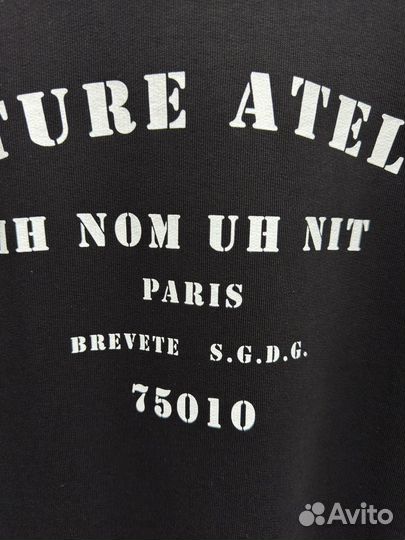 TURE ATEL
IH NOM UH NIT
PARIS
BREVETE S.G.D.G.
75010
Avito